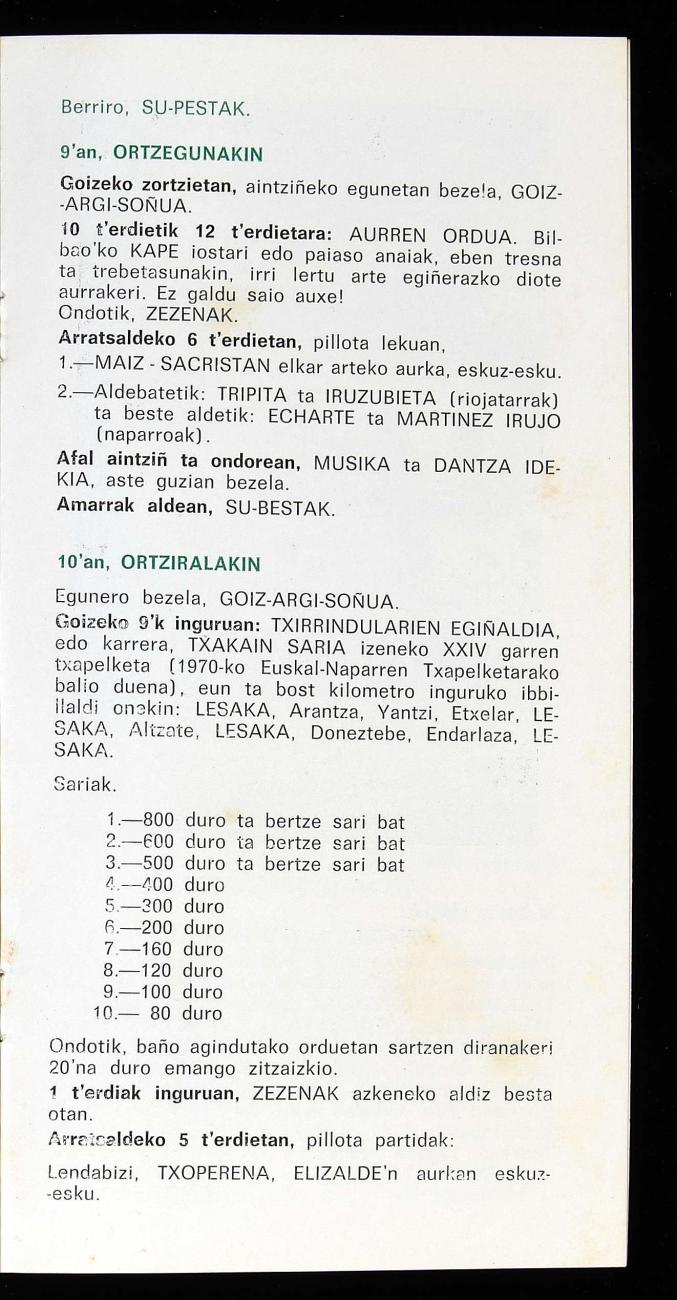 Berriro, SU-PESTAK.
9'an, ORTZEGUNAKIN
Goizeko zortzietan, aintziñeko egunetan bezela, GOIZ-
-ARGI-SOÑUA.
10 t'erdietik 12 t'erdietara: AURREN ORDUA. Bil-
bao'ko KAPE iostari edo paiaso anaiak, eben tresna
ta trebetasunakin, irri lertu arte egiñerazko diote
aurrakeri. Ez galdu saio auxe!
Ondotik, ZEZENAK.
Arratsaldeko 6 t'erdietan, pillota lekuan,
1.—MAIZ - SACRISTAN elkar arteko aurka, eskuz-esku.
2.—Aldebatetik: TRIPITA ta IRUZUBIETA (riojatarrak)
ta beste aldetik: ECHARTE ta MARTINEZ IRUJO
(naparroak).
Afal aintziñ ta ondorean, MUSIKA ta DANTZA IDE-
KIA, aste guzian bezela.
Amarrak aldean, SU-BESTAK.
10'an, ORTZIRALAKIN
Egunero bezela, GOIZ-ARGI-SOÑUA.
Goizeko 9'k inguruan: TXIRRINDULARIEN EGIÑALDIA,
edo karrera, TXAKAIN SARIA izeneko XXIV garren
txapelketa (1970-ko Euskal-Naparren Txapelketarako
balio duena), eun ta bost kilometro inguruko ibbi-
llaldi onekin: LESAKA, Arantza, Yantzi, Etxelar, LE-
SAKA, Altzate, LESAKA, Doneztebe, Endarlaza, LE-
SAKA.
Sariak.
1.—800 duro ta bertze sari bat
2.—600 duro ta bertze sari bat
3.—500 duro ta bertze sari bat
4.—400 duro
5.—300 duro
6.—200 duro
7.—160 duro
8.—120 duro
9.—100 duro
10.— 80 duro
Ondotik, baño agindutako orduetan sartzen diranakeri
20'na duro emango zitzaizkio.
1 t'erdiak inguruan, ZEZENAK azkeneko aldiz besta
otan.
Arratsaldeko 5 t'erdietan, pillota partidak:
Lendabizi, TXOPERENA, ELIZALDE'n aurkan eskuz-
-esku.